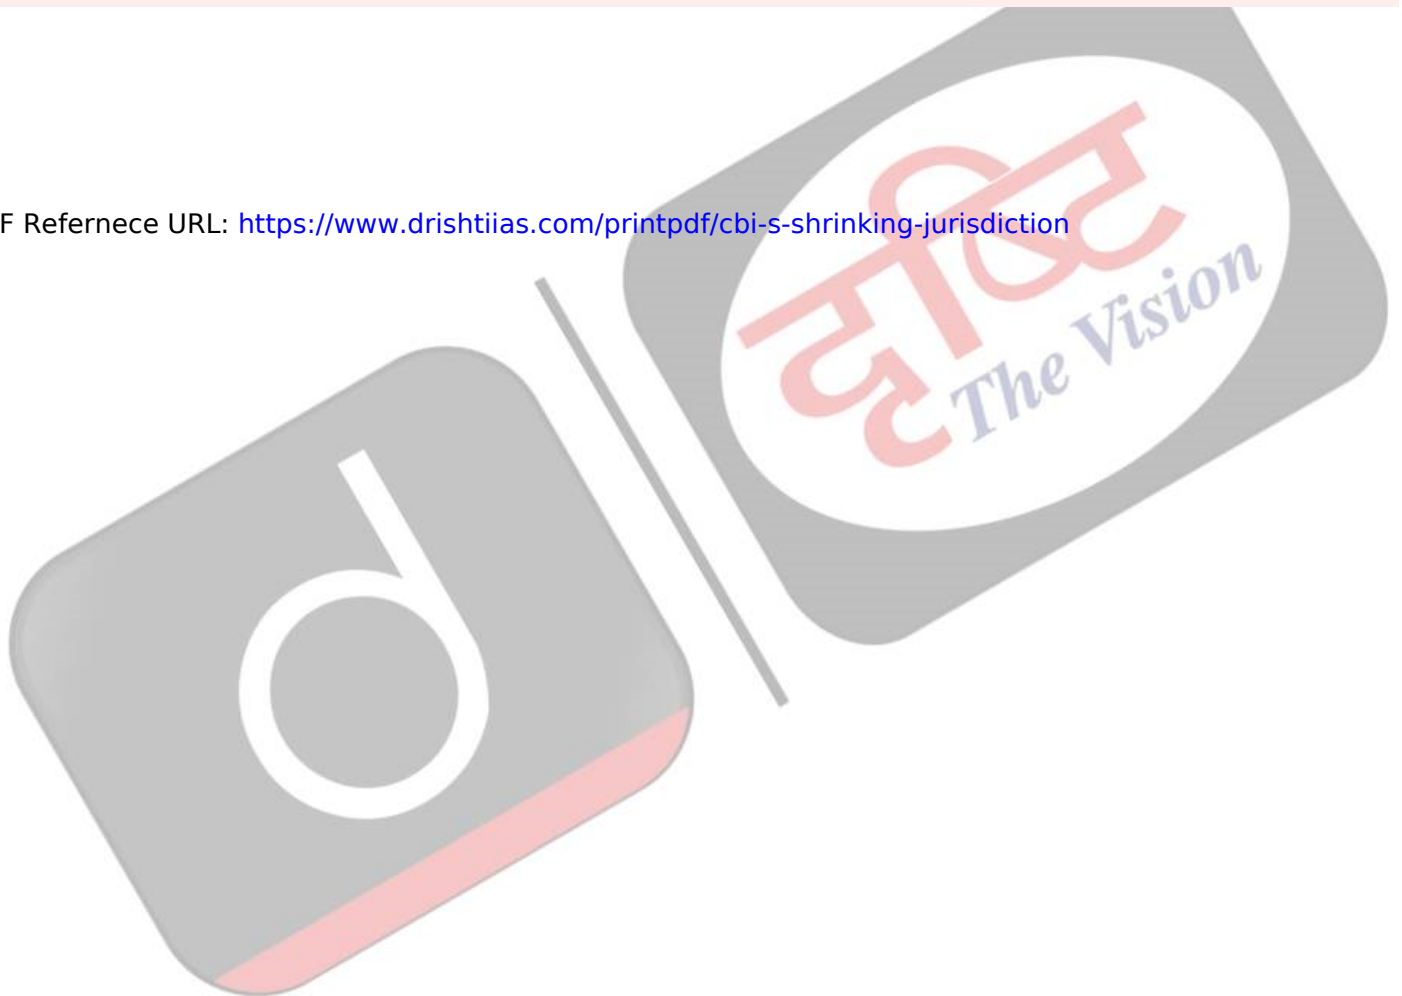 F Refernece URL: https://www.drishtiias.com/printpdf/cbi-s-shrinking-jurisdiction
दृष्टि
The Vision
d